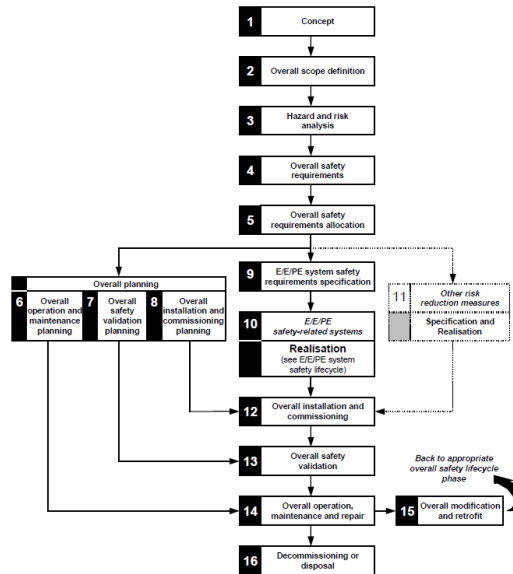 1
Concept
2
Overall scope definition
3
Hazard and risk
analysis
4
Overall safety
requirements
5
Overall safety
requirements allocation
Overall planning
6
Overall
operation and
maintenance
planning
7
Overall
safety
validation
planning
8
Overall
installation and
commissioning
planning
9
E/E/PE system safety
requirements specification
10
E/E/PE
safety-related systems
Realisation
(see E/E/PE system
safety lifecycle)
11
Other risk
reduction measures
Specification and
Realisation
12
Overall installation and
commissioning
13
Overall safety
validation
Back to appropriate
overall safety lifecycle
phase
14
Overall operation,
maintenance and repair
15
Overall modification
and retrofit
16
Decommissioning or
disposal